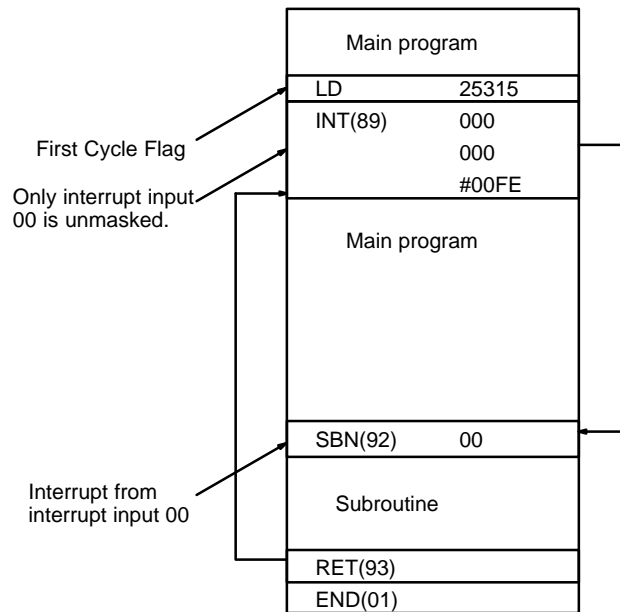 Main program
LD 25315
INT(89) 000
First Cycle Flag
000
Only interrupt input
00 is unmasked.
#00FE
Main program
SBN(92) 00
Interrupt from
interrupt input 00
Subroutine
RET(93)
END(01)